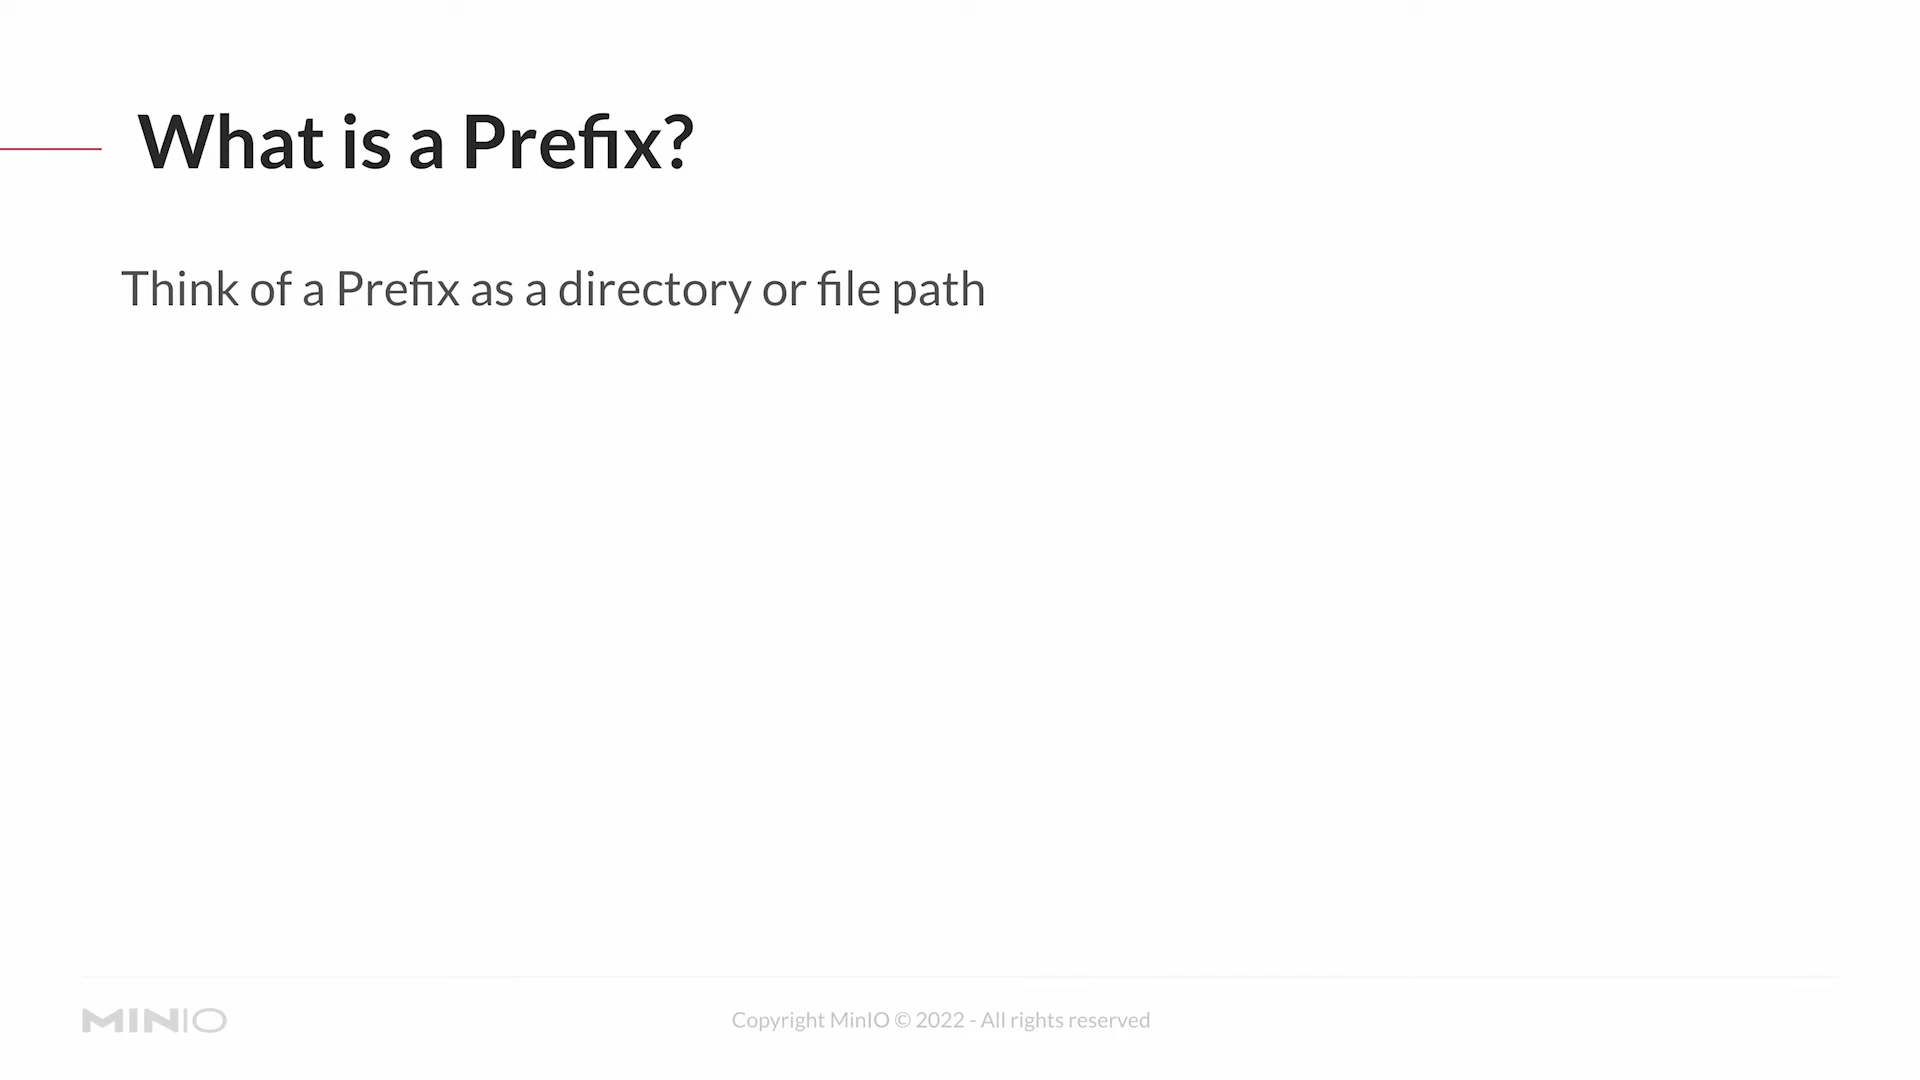 What is a Prefix?
Think of a Prefix as a directory or file path
MINIO
Copyright MinIO © 2022 - All rights reserved